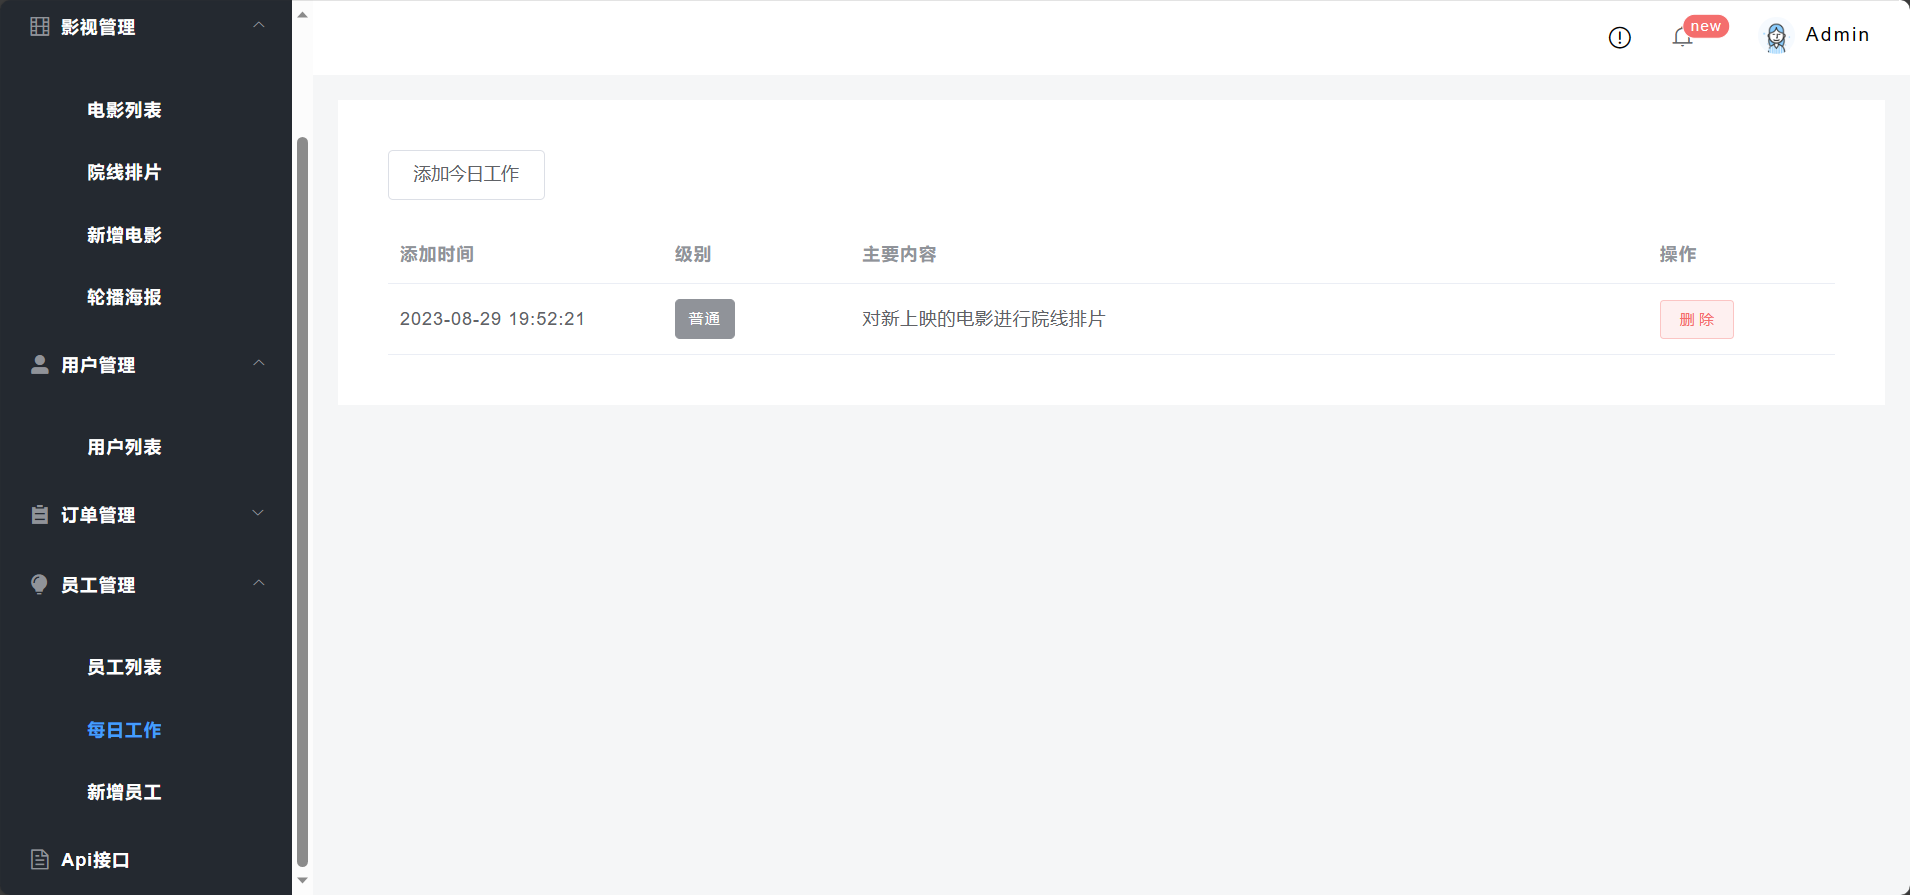 影视管理
电影列表
院线排片
新增电影
轮播海报
用户管理
用户列表
订单管理
员工管理
员工列表
每日工作
新增员工
Api接口
new
Admin
添加今日工作
添加时间 级别 主要内容 操作
2023-08-29 19:52:21 普通 对新上映的电影进行院线排片 删 除